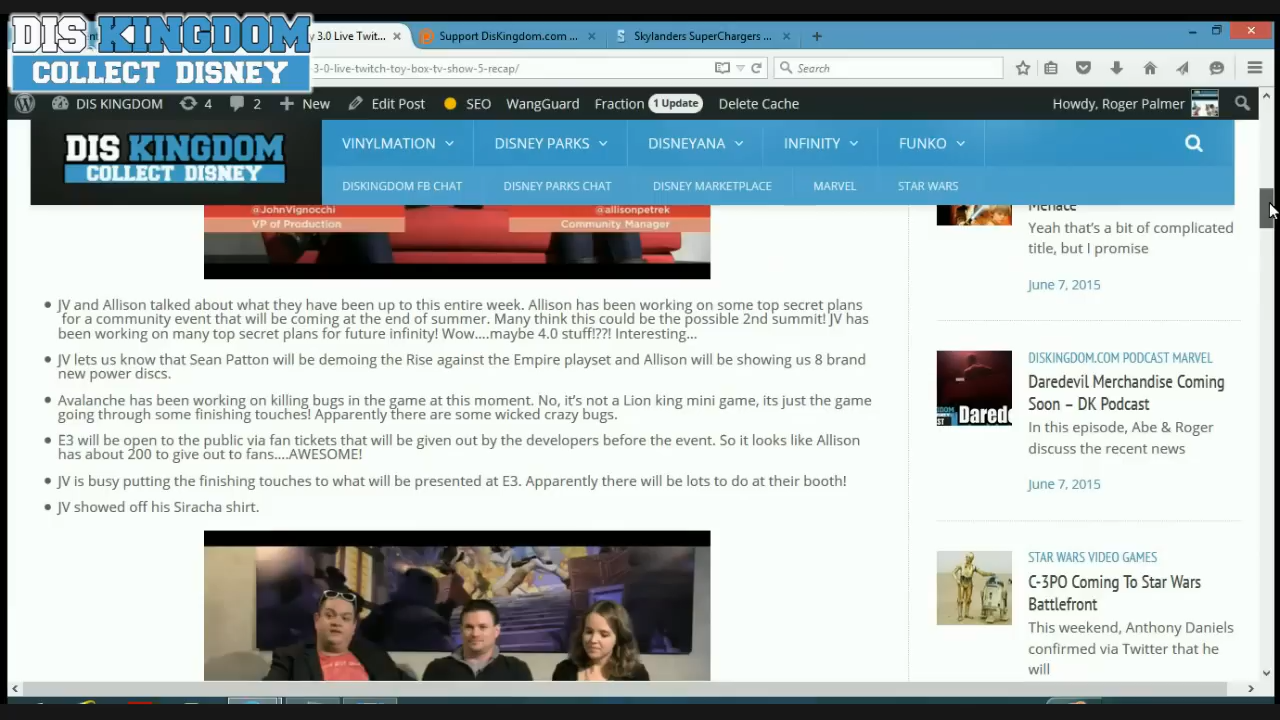 DIS KINGDOM
COLLECT DISNEY
3.0 Live Twit...
Support DisKingdom.com ...
Skylanders SuperChargers ...
3-0-live-twitch-toy-box-tv-show-5-recap/
Search
DIS KINGDOM
4
2
New
Edit Post
SEO
WangGuard
Fraction 1 Update
Delete Cache
Howdy, Roger Palmer
DIS KINGDOM
COLLECT DISNEY
VINYLMATION
DISNEY PARKS
DISNEYANA
INFINITY
FUNKO
DISKINGDOM FB CHAT
DISNEY PARKS CHAT
DISNEY MARKETPLACE
MARVEL
STAR WARS
@JohnVignocchi
VP of Production
@allisonpetrek
Community Manager
JV and Allison talked about what they have been up to this entire week. Allison has been working on some top secret plans
for a community event that will be coming at the end of summer. Many think this could be the possible 2nd summit! JV has
been working on many top secret plans for future infinity! Wow....maybe 4.0 stuff!??! Interesting...
JV lets us know that Sean Patton will be demoing the Rise against the Empire playset and Allison will be showing us 8 brand
new power discs.
Avalanche has been working on killing bugs in the game at this moment. No, it's not a Lion king mini game, its just the game
going through some finishing touches! Apparently there are some wicked crazy bugs.
E3 will be open to the public via fan tickets that will be given out by the developers before the event. So it looks like Allison
has about 200 to give out to fans....AWESOME!
JV is busy putting the finishing touches to what will be presented at E3. Apparently there will be lots to do at their booth!
JV showed off his Siracha shirt.
Menace
Yeah that's a bit of complicated
title, but I promise
June 7, 2015
DISKINGDOM.COM PODCAST MARVEL
Daredevil Merchandise Coming
Soon – DK Podcast
In this episode, Abe & Roger
discuss the recent news
June 7, 2015
STAR WARS VIDEO GAMES
C-3PO Coming To Star Wars
Battlefront
This weekend, Anthony Daniels
confirmed via Twitter that he
will